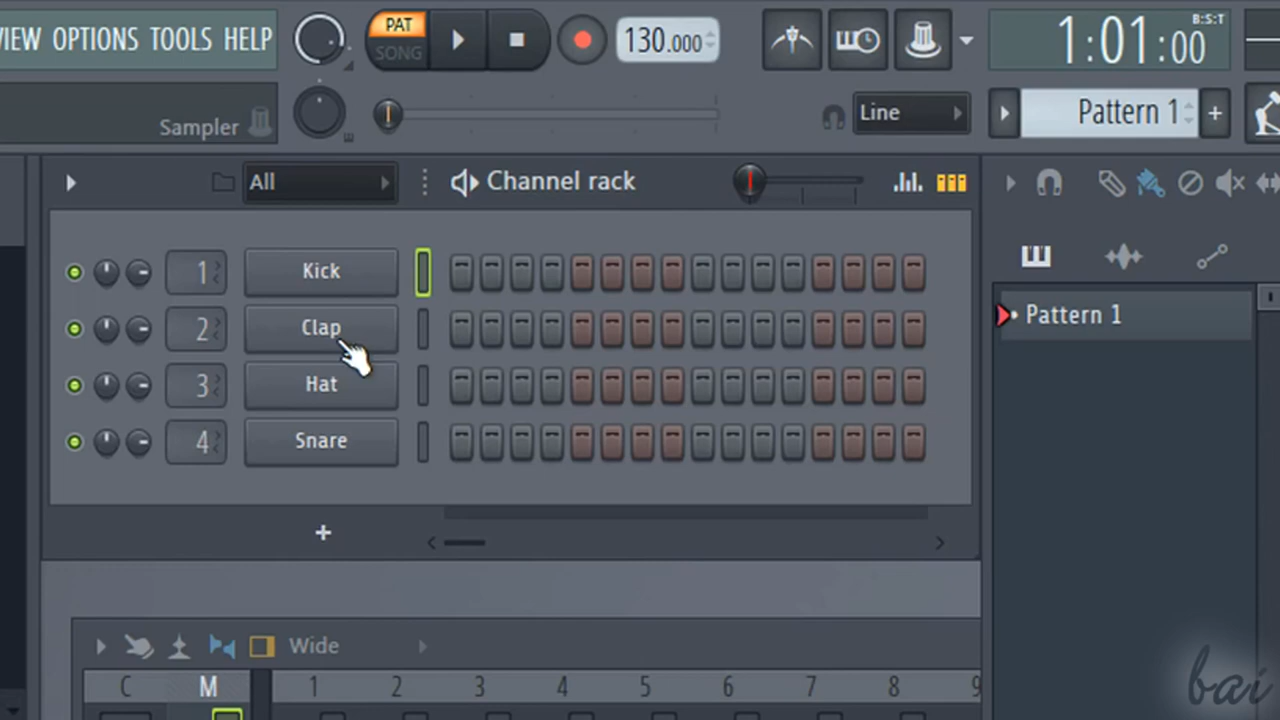 VIEW OPTIONS TOOLS HELP
PAT
SONG
130.000
B:S:T
1:01:00
Sampler
Line
Pattern 1
+
All
Channel rack
1 Kick
2 Clap
3 Hat
4 Snare
Pattern 1
+
Wide
C M 1 2 3 4 5 6 7 8 9
bai